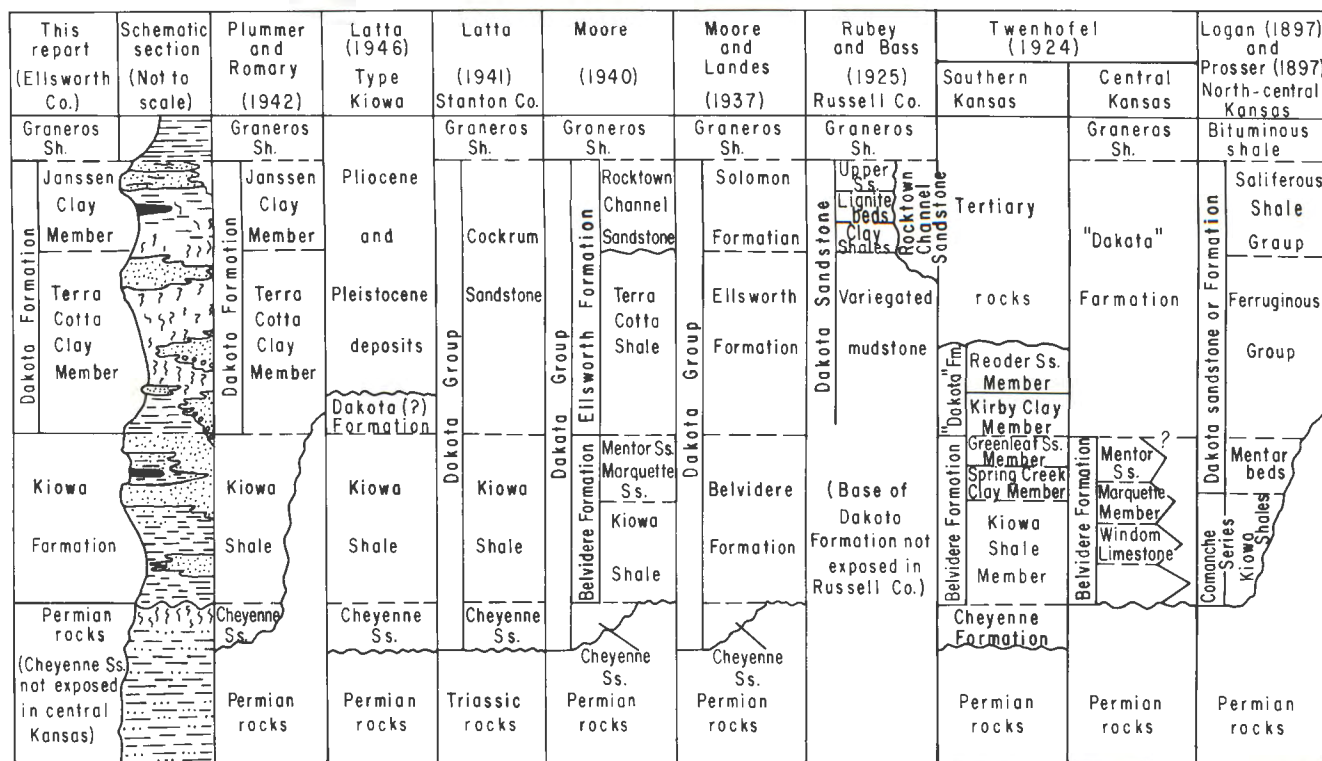 This
report
(Ellsworth
Co.)
Schematic
section
(Not to
scale)
Plummer
and
Romary
(1942)
Latta
(1946)
Type
Kiowa
Latta
(1941)
Stanton Co.
Moore
(1940)
Moore
and
Landes
(1937)
Rubey
and Bass
(1925)
Russell Co.
Twenhofel
(1924)
Southern
Kansas
Central
Kansas
Logan (1897)
and
Prosser (1897)
North-central
Kansas
Graneros
Sh.
Dakota Formation
Janssen
Clay
Member
Terra
Cotta
Clay
Member
Kiowa
Farmation
Permian
rocks
(Cheyenne Ss.
not exposed
in central
Kansas)
Graneros
Sh.
Dakota Formation
Janssen
Clay
Member
Terra
Cotta
Clay
Member
Kiowa
Shale
Cheyenne
Ss.
Permian
rocks
Pliocene
and
Pleistocene
deposits
Dakota (?)
Formation
Kiowa
Shale
Cheyenne
Ss.
Permian
rocks
Graneros
Sh.
Dakota Group
Cockrum
Sandstone
Kiowa
Shale
Cheyenne
Ss.
Triassic
rocks
Graneros
Sh.
Dakota Group
Ellsworth Formation
Rocktown
Channel
Sandstone
Terra
Cotta
Shale
Belvidere Formation
Mentor Ss.
Marquette
Ss.
Kiowa
Shale
Cheyenne
Ss.
Permian
rocks
Graneros
Sh.
Dakota Group
Solomon
Formation
Ellsworth
Formation
Belvidere
Formation
Cheyenne
Ss.
Permian
rocks
Graneros
Sh.
Dakota Sandstone
Upper
Ss.
Lignite
beds
Clay
Shales
Rocktown
Channel
Sandstone
Variegated
mudstone
(Base of
Dakoto
Formation not
exposed in
Russell Co.)
Tertiary
rocks
"Dakota" Fm.
Reoder Ss.
Member
Kirby Clay
Member
Belvidere Formation
Greenleaf Ss.
Member
Spring Creek
Clay Member
Kiowa
Shale
Member
Cheyenne
Formation
Permian
rocks
Graneros
Sh.
"Dakota"
Farmation
Belvidere Formation
?
Mentor
Ss.
Marquette
Member
Windom
Limestone
Permian
rocks
Bituminous
shale
Dakota sandstone or Formation
Saliferous
Shale
Group
Ferruginous
Group
Mentar
beds
Comanche
Series
Kiowa
Shales
Permian
rocks